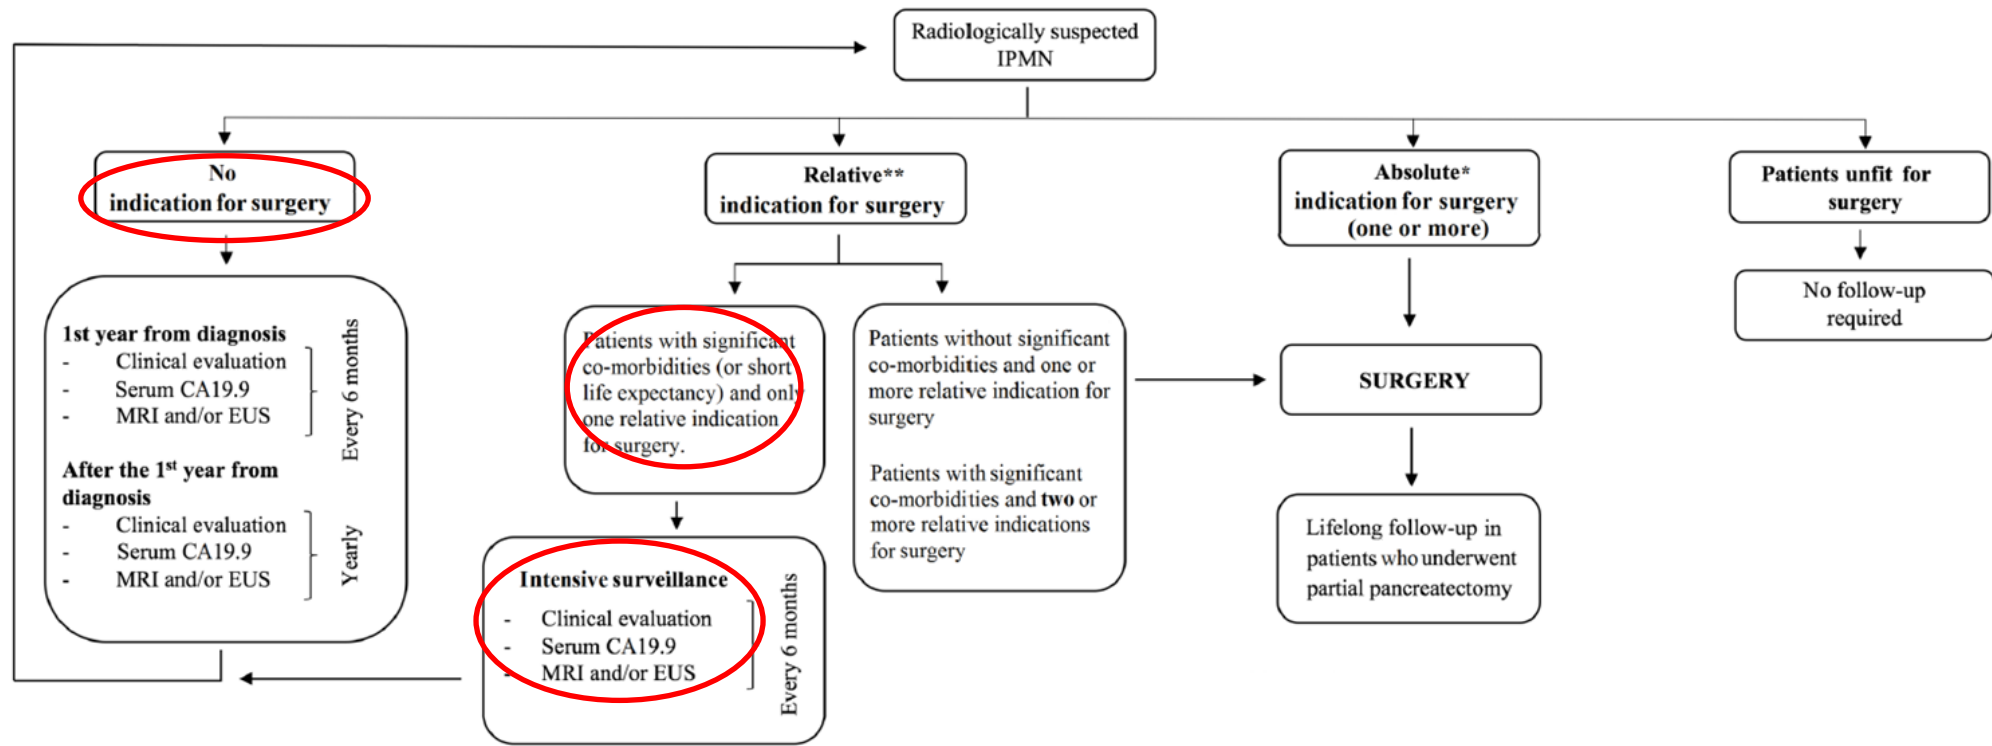 Radiologically suspected
IPMN
No
indication for surgery
Relative**
indication for surgery
Absolute*
indication for surgery
(one or more)
Patients unfit for
surgery
1st year from diagnosis
- Clinical evaluation
- Serum CA19.9
- MRI and/or EUS
Every 6 months
After the 1st year from
diagnosis
- Clinical evaluation
- Serum CA19.9
- MRI and/or EUS
Yearly
Patients with significant
co-morbidities (or short
life expectancy) and only
one relative indication
for surgery.
Patients without significant
co-morbidities and one or
more relative indication for
surgery
Patients with significant
co-morbidities and two or
more relative indications
for surgery
Intensive surveillance
- Clinical evaluation
- Serum CA19.9
- MRI and/or EUS
Every 6 months
SURGERY
Lifelong follow-up in
patients who underwent
partial pancreatectomy
No follow-up
required